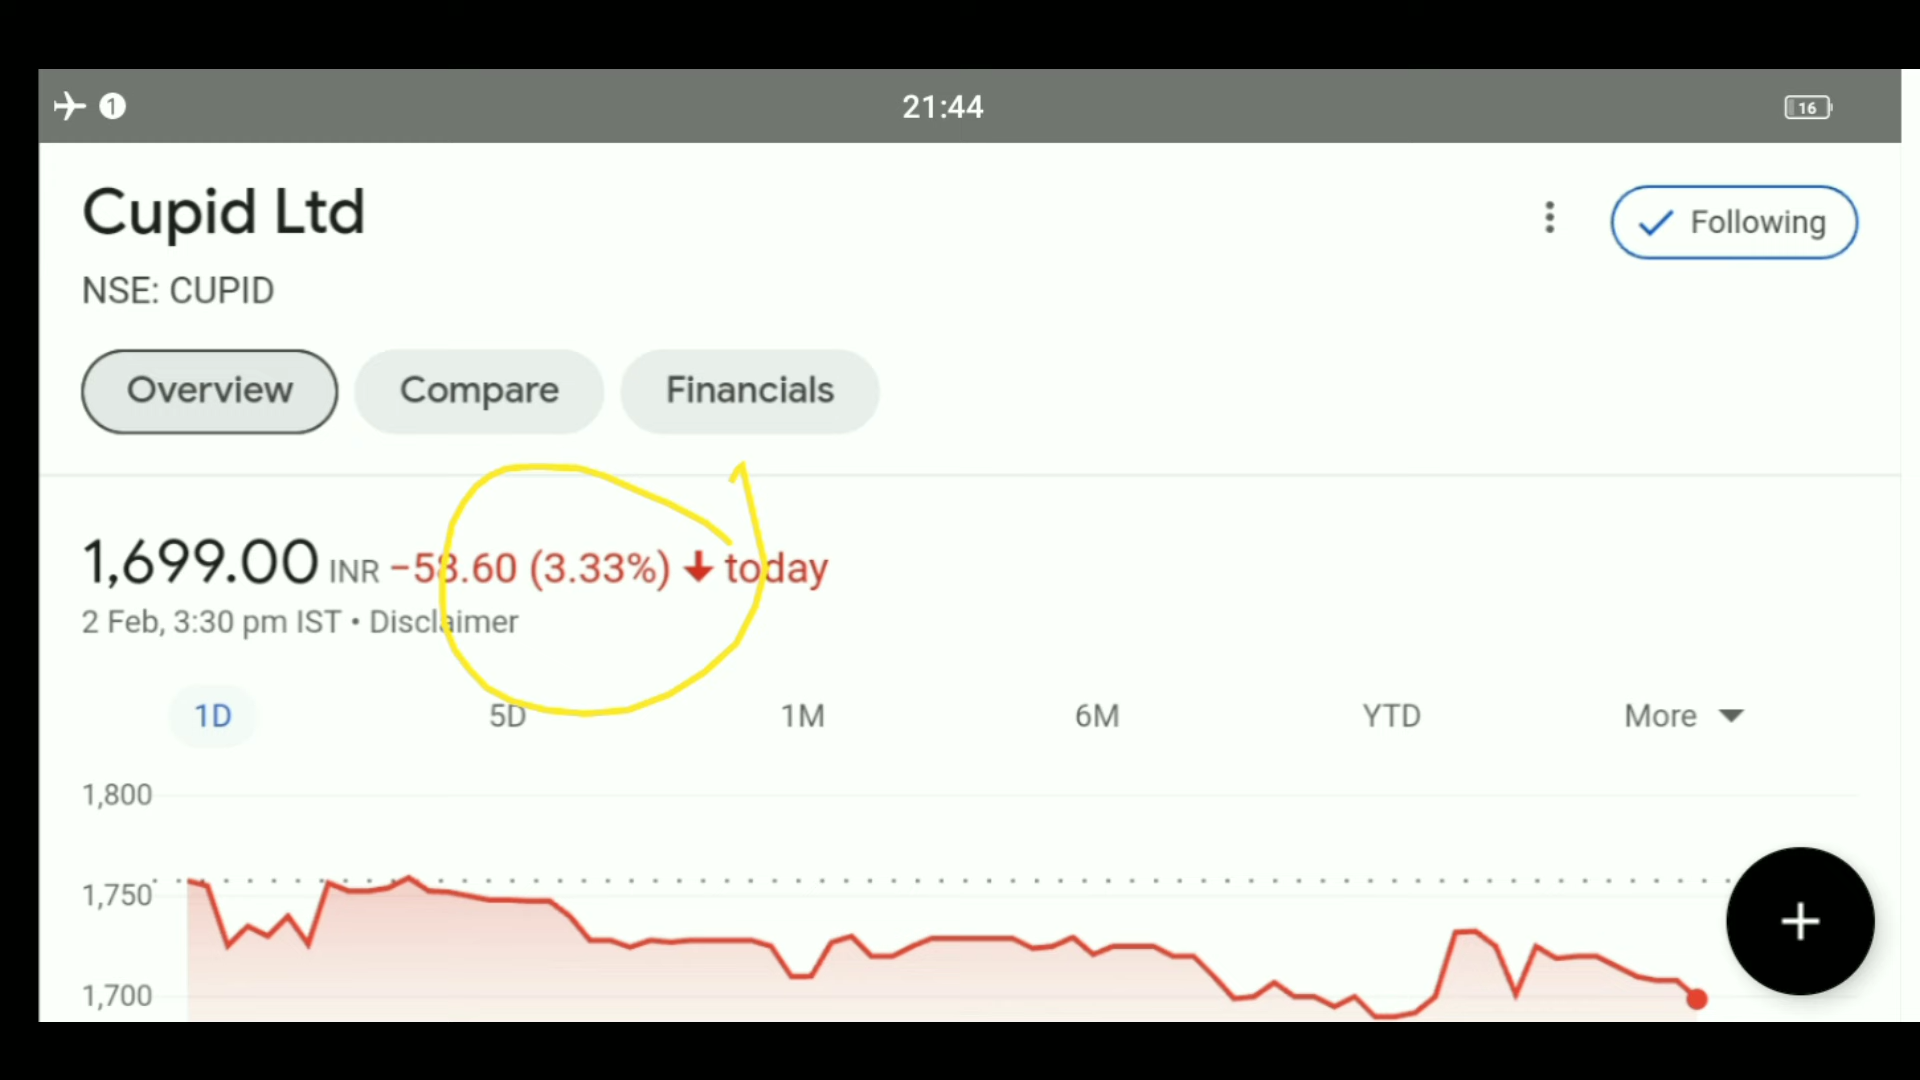 1
21:44
16
Cupid Ltd
Following
NSE: CUPID
Overview
Compare
Financials
1,699.00 INR −58.60 (3.33%) ↓ today
2 Feb, 3:30 pm IST • Disclaimer
1D 5D 1M 6M YTD More
1,800
1,750
1,700